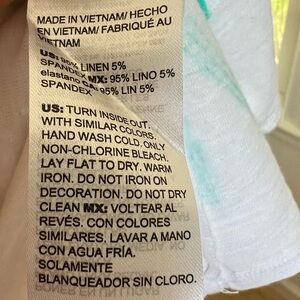 MADE IN VIETNAM/ HECHO
EN VIETNAM/ FABRIQUÉ AU
VIETNAM
US: 95% LINEN 5%
SPANDEX MX: 95% LINO 5%
elastano CA: 95% LIN 5%
SPANDEX
US: TURN INSIDE OUT.
WITH SIMILAR COLORS.
HAND WASH COLD. ONLY
NON-CHLORINE BLEACH.
LAY FLAT TO DRY. WARM
IRON. DO NOT IRON ON
DECORATION. DO NOT DRY
CLEAN MX: VOLTEAR AL
REVÉS. CON COLORES
SIMILARES. LAVAR A MANO
CON AGUA FRÍA.
SOLAMENTE
BLANQUEADOR SIN CLORO.